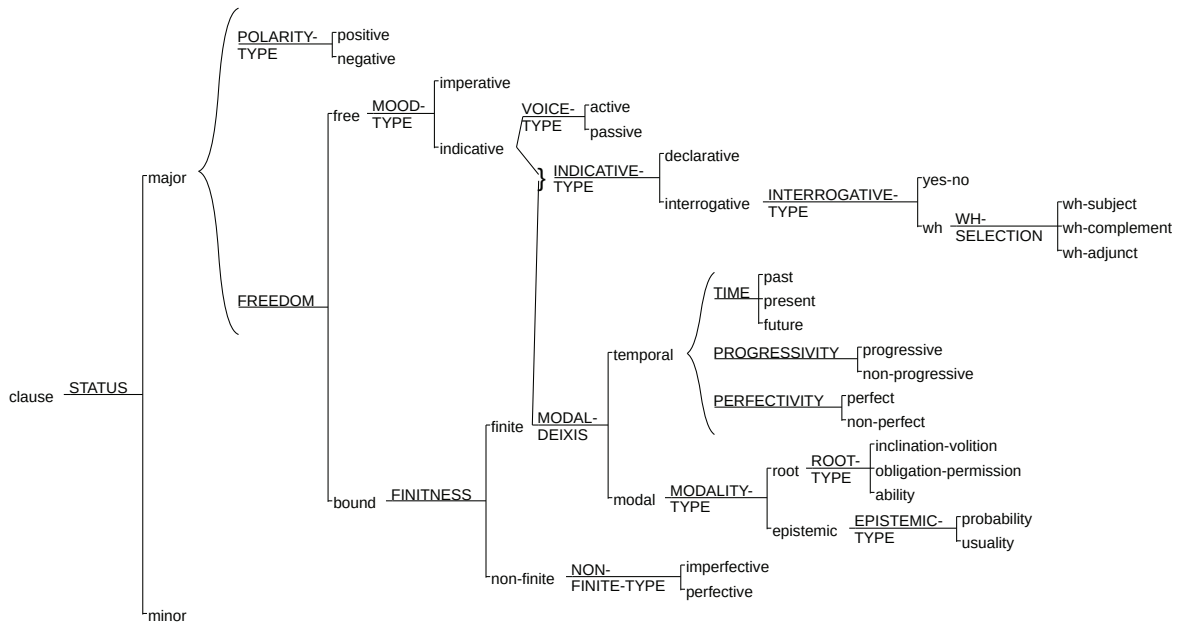 POLARITY-
TYPE
positive
negative
imperative
MOOD-
TYPE
free
indicative
VOICE-
TYPE
active
passive
INDICATIVE-
TYPE
declarative
interrogative
INTERROGATIVE-
TYPE
yes-no
wh
WH-
SELECTION
wh-subject
wh-complement
wh-adjunct
major
FREEDOM
TIME
past
present
future
temporal
PROGRESSIVITY
progressive
non-progressive
PERFECTIVITY
perfect
non-perfect
clause
STATUS
finite
MODAL-
DEIXIS
bound
FINITNESS
modal
MODALITY-
TYPE
root
ROOT-
TYPE
inclination-volition
obligation-permission
ability
epistemic
EPISTEMIC-
TYPE
probability
usuality
non-finite
NON-
FINITE-TYPE
imperfective
perfective
minor
}